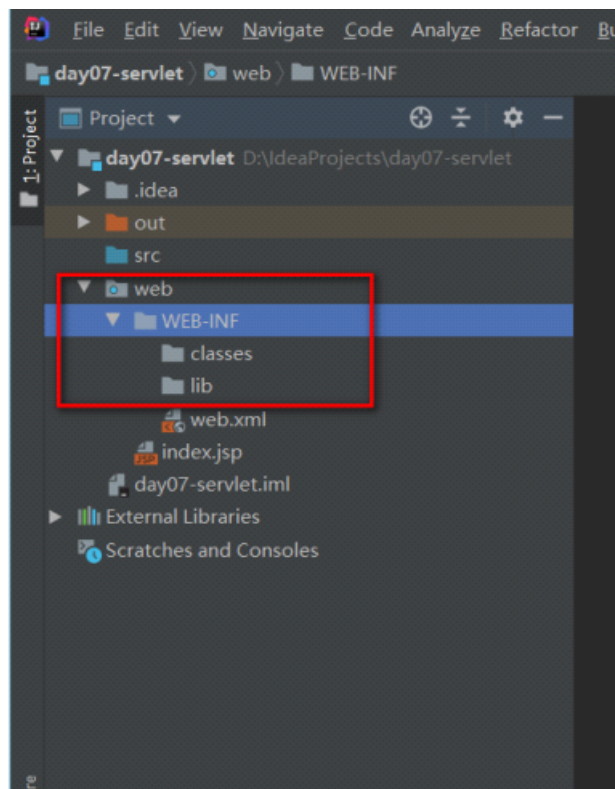 File Edit View Navigate Code Analyze Refactor
day07-servlet web WEB-INF
1: Project
Project
day07-servlet D:\IdeaProjects\day07-servlet
.idea
out
src
web
WEB-INF
classes
lib
web.xml
index.jsp
day07-servlet.iml
External Libraries
Scratches and Consoles